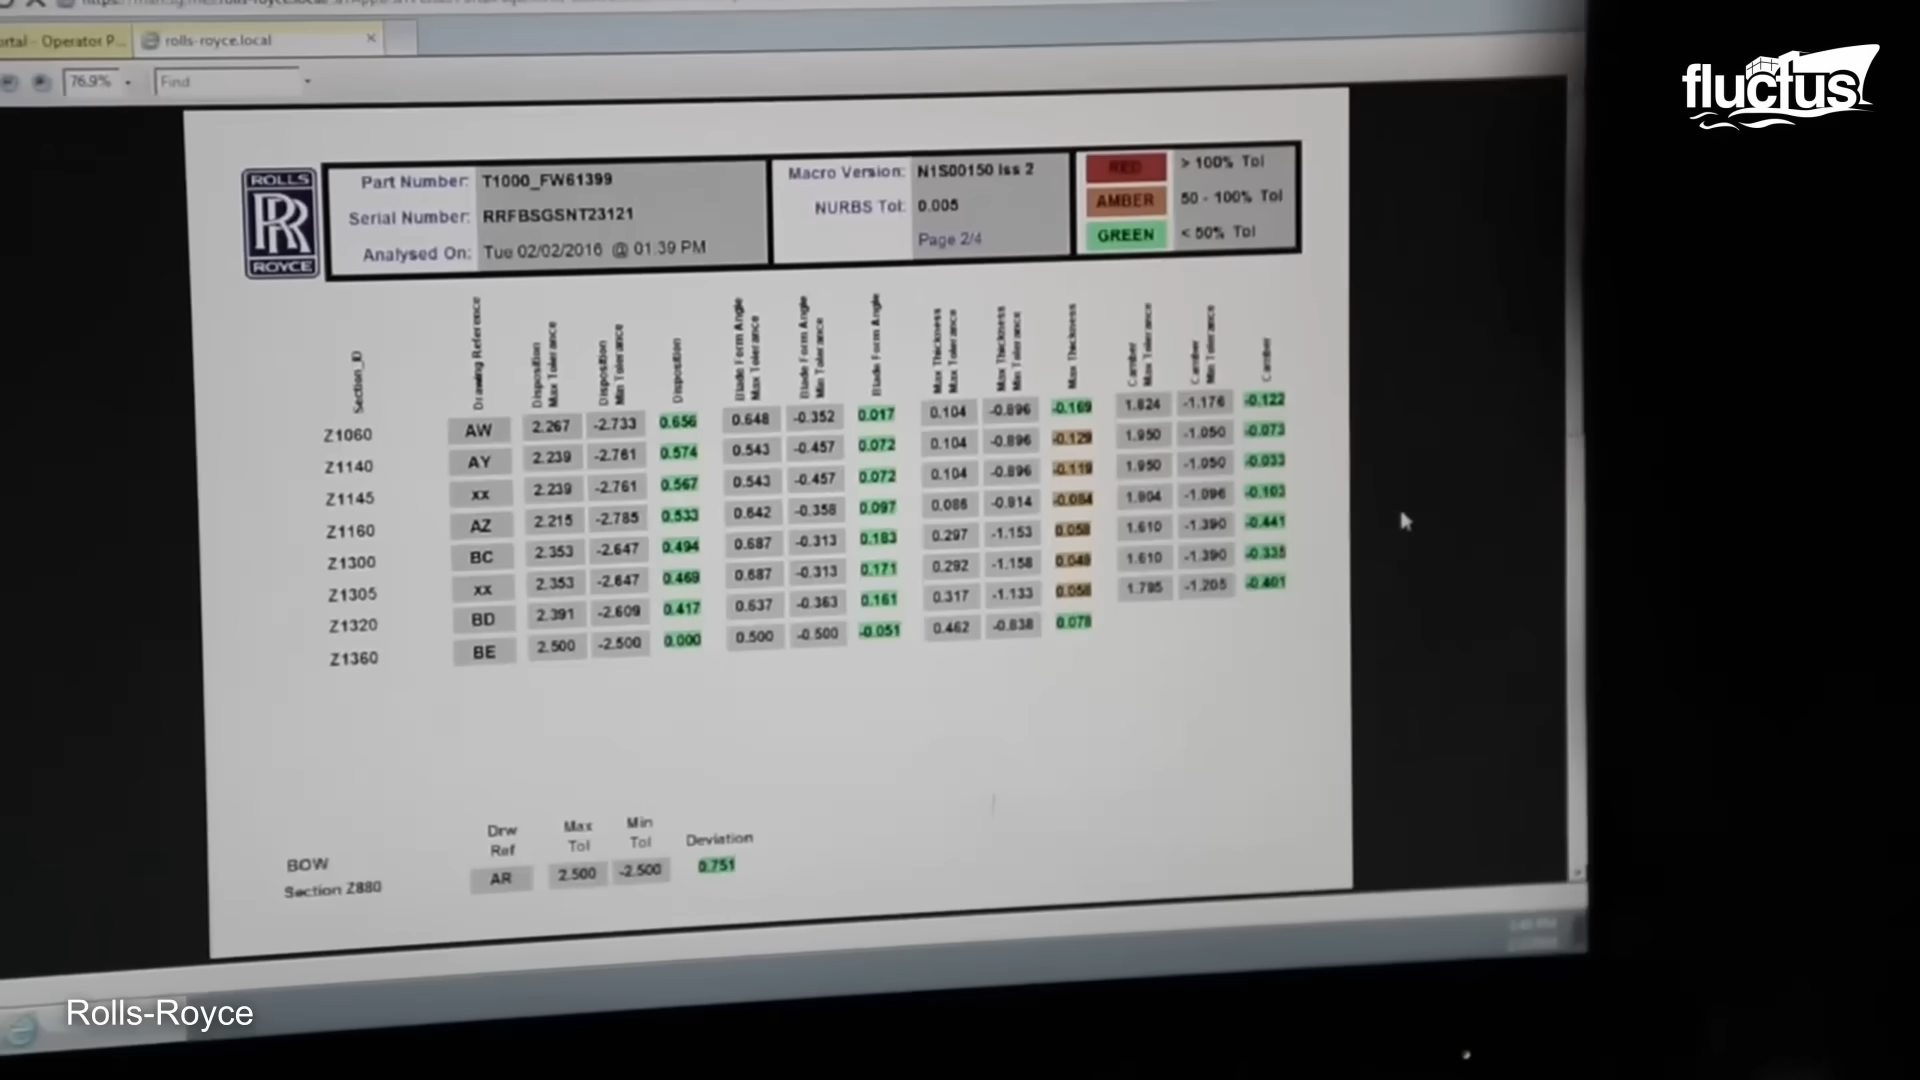 fluctus
ortal - Operator P...
rolls-royce.local
76.9%
Find
ROLLS
RR
ROYCE
Part Number: T1000_FW61399
Serial Number: RRFBSGSNT23121
Analysed On: Tue 02/02/2016 @ 01:39 PM
Macro Version: N1S00150 Iss 2
NURBS Tol: 0.005
Page 2/4
RED > 100% Tol
AMBER 50 - 100% Tol
GREEN < 50% Tol
Section_ID
Drawing Reference
Disposition Max Tolerance
Disposition Min Tolerance
Disposition
Blade Form Angle Max Tolerance
Blade Form Angle Min Tolerance
Blade Form Angle
Max Thickness Max Tolerance
Max Thickness Min Tolerance
Max Thickness
Camber Max Tolerance
Camber Min Tolerance
Camber
Z1060 AW 2.267 -2.733 0.656 0.648 -0.352 0.017 0.104 -0.896 -0.169 1.824 -1.176 -0.122
Z1140 AY 2.239 -2.761 0.574 0.543 -0.457 0.072 0.104 -0.896 -0.129 1.950 -1.050 -0.073
Z1145 xx 2.239 -2.761 0.567 0.543 -0.457 0.072 0.104 -0.896 -0.119 1.950 -1.050 -0.033
Z1160 AZ 2.215 -2.785 0.533 0.642 -0.358 0.097 0.086 -0.914 -0.084 1.904 -1.096 -0.103
Z1300 BC 2.353 -2.647 0.494 0.687 -0.313 0.183 0.297 -1.153 0.058 1.610 -1.390 -0.441
Z1305 xx 2.353 -2.647 0.469 0.687 -0.313 0.171 0.292 -1.158 0.049 1.610 -1.390 -0.335
Z1320 BD 2.391 -2.609 0.417 0.637 -0.363 0.161 0.317 -1.133 0.058 1.795 -1.205 -0.401
Z1360 BE 2.500 -2.500 0.000 0.500 -0.500 -0.051 0.462 -0.838 0.078
Drw Ref
Max Tol
Min Tol
Deviation
BOW
Section Z880 AR 2.500 -2.500 0.751
Rolls-Royce